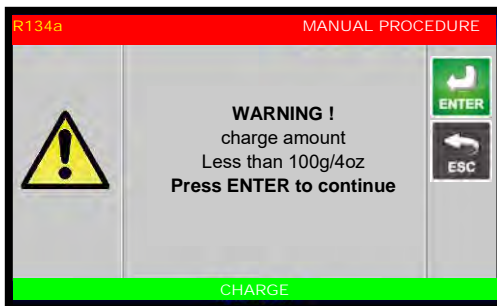 R134a
MANUAL PROCEDURE
WARNING !
charge amount
Less than 100g/4oz
Press ENTER to continue
ENTER
ESC
CHARGE